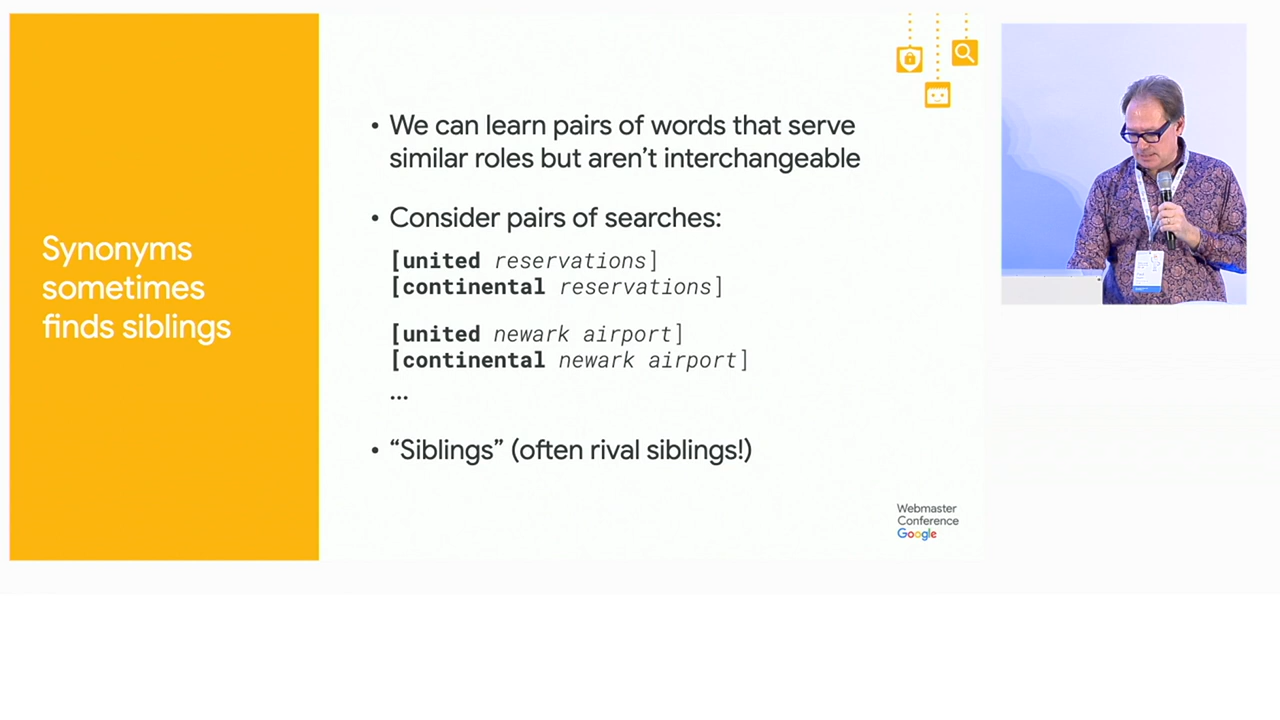 Synonyms
sometimes
finds siblings
• We can learn pairs of words that serve
similar roles but aren’t interchangeable
• Consider pairs of searches:
[united reservations]
[continental reservations]
[united newark airport]
[continental newark airport]
...
• “Siblings” (often rival siblings!)
Webmaster
Conference
Google